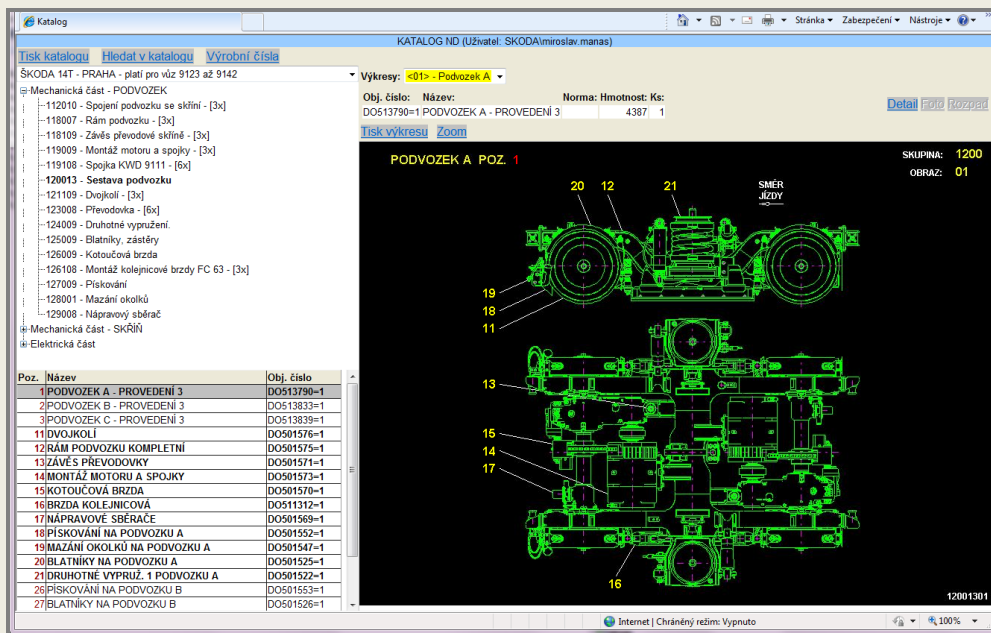 Katalog
Stránka
Zabezpečení
Nástroje
KATALOG ND (Uživatel: SKODA\miroslav.manas)
Tisk katalogu Hledat v katalogu Výrobní čísla
ŠKODA 14T - PRAHA - platí pro vůz 9123 až 9142
Mechanická část - PODVOZEK
112010 - Spojení podvozku se skříní - [3x]
118007 - Rám podvozku - [3x]
118109 - Závěs převodové skříně - [3x]
119009 - Montáž motoru a spojky - [3x]
119108 - Spojka KWD 9111 - [6x]
120013 - Sestava podvozku
121109 - Dvojkolí - [3x]
123008 - Převodovka - [6x]
124009 - Druhotné vypružení.
125009 - Blatníky, zástěry
126009 - Kotoučová brzda
126108 - Montáž kolejnicové brzdy FC 63 - [3x]
127009 - Pískování
128001 - Mazání okolků
129008 - Nápravový sběrač
Mechanická část - SKŘÍŇ
Elektrická část
Poz. Název Obj. číslo
1 PODVOZEK A - PROVEDENÍ 3 DO513790=1
2 PODVOZEK B - PROVEDENÍ 3 DO513833=1
3 PODVOZEK C - PROVEDENÍ 3 DO513839=1
11 DVOJKOLÍ DO501576=1
12 RÁM PODVOZKU KOMPLETNÍ DO501575=1
13 ZÁVĚS PŘEVODOVKY DO501571=1
14 MONTÁŽ MOTORU A SPOJKY DO501573=1
15 KOTOUČOVÁ BRZDA DO501570=1
16 BRZDA KOLEJNICOVÁ DO511312=1
17 NÁPRAVOVÉ SBĚRAČE DO501569=1
18 PÍSKOVÁNÍ NA PODVOZKU A DO501552=1
19 MAZÁNÍ OKOLKŮ NA PODVOZKU A DO501547=1
20 BLATNÍKY NA PODVOZKU A DO501525=1
21 DRUHOTNÉ VYPRUŽ. 1 PODVOZKU A DO501522=1
26 PÍSKOVÁNÍ NA PODVOZKU B DO501553=1
27 BLATNÍKY NA PODVOZKU B DO501526=1
Výkresy: <01> - Podvozek A
Obj. číslo: Název: Norma: Hmotnost: Ks:
DO513790=1 PODVOZEK A - PROVEDENÍ 3 4387 1
Detail Foto Rozpad
Tisk výkresu Zoom
PODVOZEK A POZ. 1
SKUPINA: 1200
OBRAZ: 01
20 12 21
SMĚR
JÍZDY
19
18
11
13
15
14
17
16
12001301
Internet | Chráněný režim: Vypnuto
100%